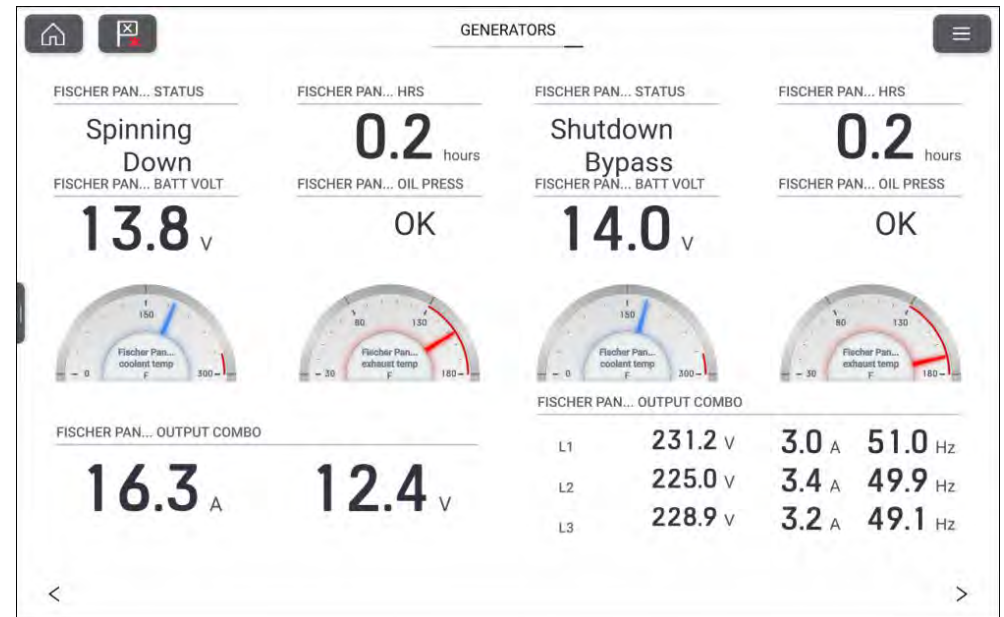 GENERATORS
FISCHER PAN... STATUS
FISCHER PAN... HRS
FISCHER PAN... STATUS
FISCHER PAN... HRS
Spinning
Down
0.2 hours
Shutdown
Bypass
0.2 hours
FISCHER PAN... BATT VOLT
FISCHER PAN... OIL PRESS
FISCHER PAN... BATT VOLT
FISCHER PAN... OIL PRESS
13.8 V
OK
14.0 V
OK
150
Fischer Pan...
coolant temp
F
0
300
80
130
Fischer Pan...
exhaust temp
F
30
180
150
Fischer Pan...
coolant temp
F
0
300
80
130
Fischer Pan...
exhaust temp
F
30
180
FISCHER PAN... OUTPUT COMBO
16.3 A 12.4 V
FISCHER PAN... OUTPUT COMBO
L1 231.2 V 3.0 A 51.0 Hz
L2 225.0 V 3.4 A 49.9 Hz
L3 228.9 V 3.2 A 49.1 Hz